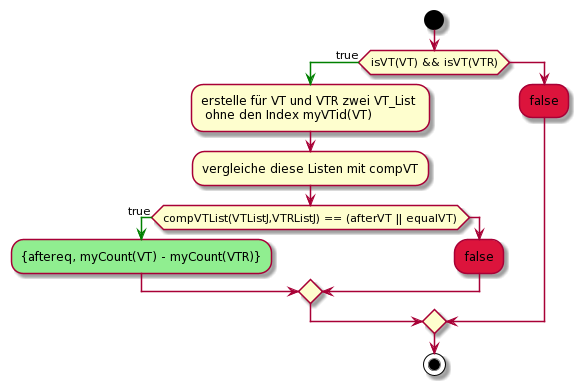 isVT(VT) && isVT(VTR)
true
false
erstelle für VT und VTR zwei VT_List
ohne den Index myVTid(VT)
vergleiche diese Listen mit compVT
true
compVTList(VTListJ,VTRListJ) == (afterVT || equalVT)
{aftereq, myCount(VT) - myCount(VTR)}
false